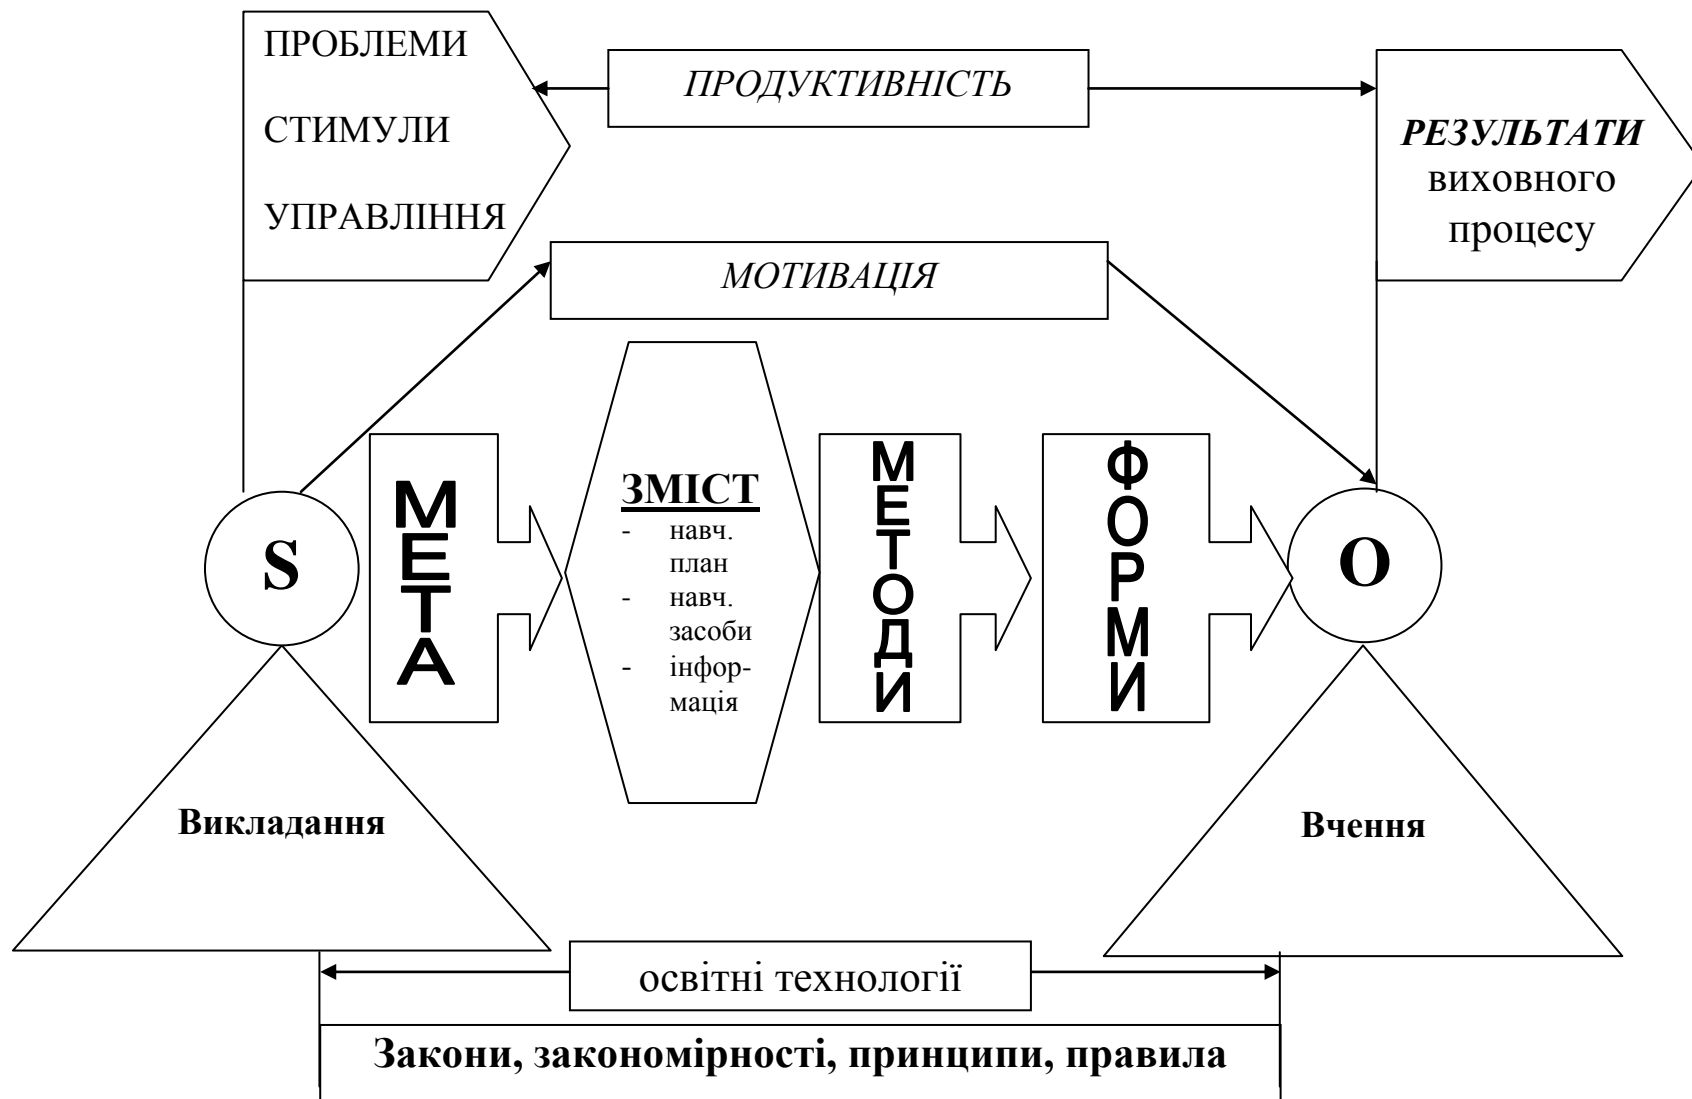 ПРОБЛЕМИ
СТИМУЛИ
УПРАВЛІННЯ
ПРОДУКТИВНІСТЬ
РЕЗУЛЬТАТИ
виховного
процесу
МОТИВАЦІЯ
S
МЕТА
ЗМІСТ
- навч.
план
- навч.
засоби
- інфор-
мація
МЕТОДИ
ФОРМИ
О
Викладання
Вчення
освітні технології
Закони, закономірності, принципи, правила